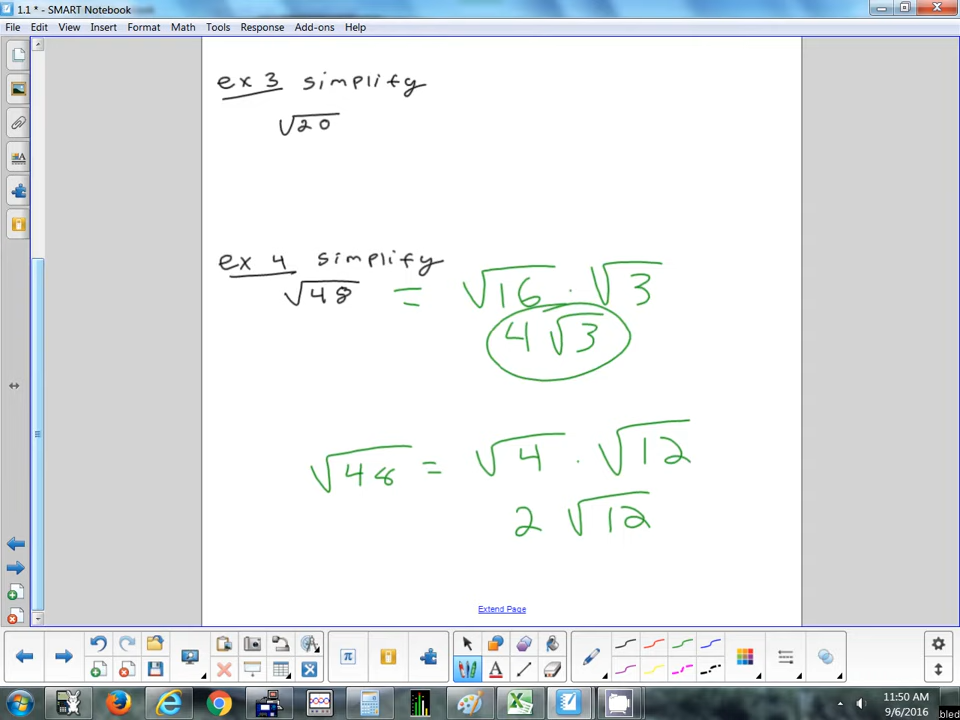 1.1 * - SMART Notebook
File Edit View Insert Format Math Tools Response Add-ons Help
ex 3 simplify
√20
ex 4 simplify
√48 = √16 · √3
4√3
√48 = √4 · √12
2 √12
Extend Page
11:50 AM
9/6/2016
bled